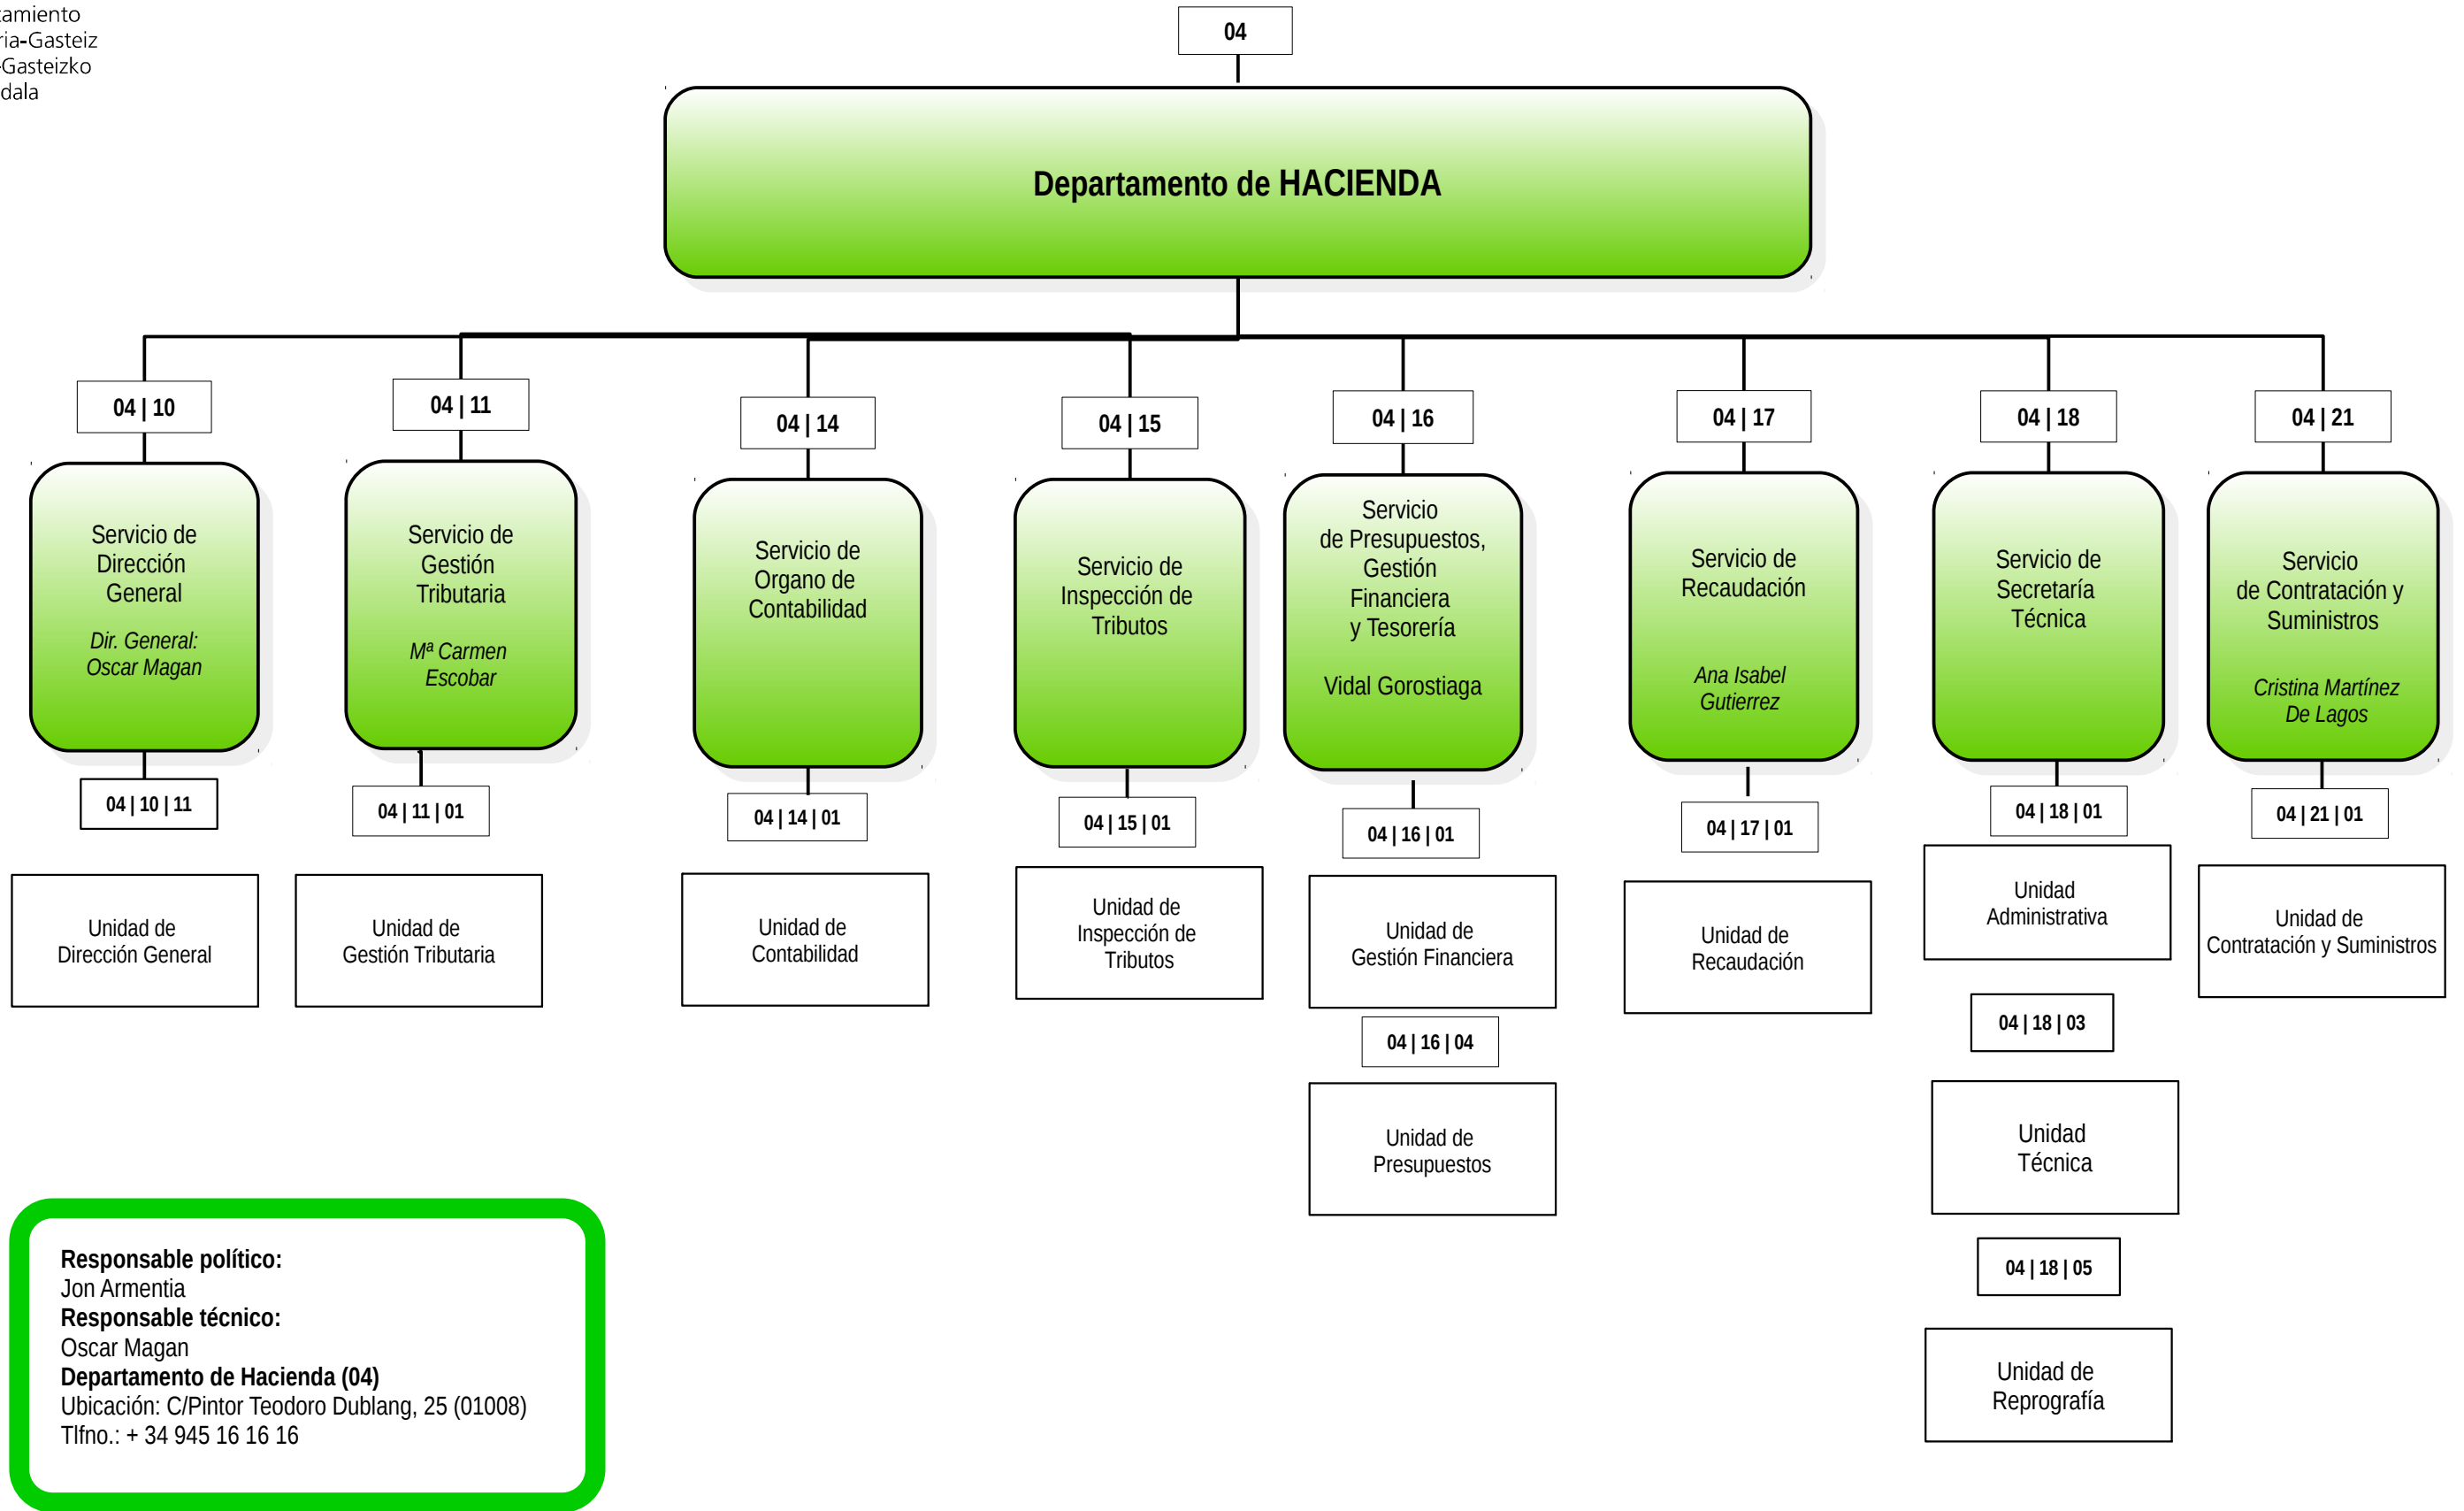 04
Departamento de HACIENDA
04 | 10
Servicio de
Dirección
General
Dir. General:
Oscar Magan
04 | 10 | 11
Unidad de
Dirección General
04 | 11
Servicio de
Gestión
Tributaria
Mª Carmen
Escobar
04 | 11 | 01
Unidad de
Gestión Tributaria
04 | 14
Servicio de
Organo de
Contabilidad
04 | 14 | 01
Unidad de
Contabilidad
04 | 15
Servicio de
Inspección de
Tributos
04 | 15 | 01
Unidad de
Inspección de
Tributos
04 | 16
Servicio
de Presupuestos,
Gestión
Financiera
y Tesorería
Vidal Gorostiaga
04 | 16 | 01
Unidad de
Gestión Financiera
04 | 16 | 04
Unidad de
Presupuestos
04 | 17
Servicio de
Recaudación
Ana Isabel
Gutierrez
04 | 17 | 01
Unidad de
Recaudación
04 | 18
Servicio de
Secretaría
Técnica
04 | 18 | 01
Unidad
Administrativa
04 | 18 | 03
Unidad
Técnica
04 | 18 | 05
Unidad de
Reprografía
04 | 21
Servicio
de Contratación y
Suministros
Cristina Martínez
De Lagos
04 | 21 | 01
Unidad de
Contratación y Suministros
Responsable político:
Jon Armentia
Responsable técnico:
Oscar Magan
Departamento de Hacienda (04)
Ubicación: C/Pintor Teodoro Dublang, 25 (01008)
Tlfno.: + 34 945 16 16 16